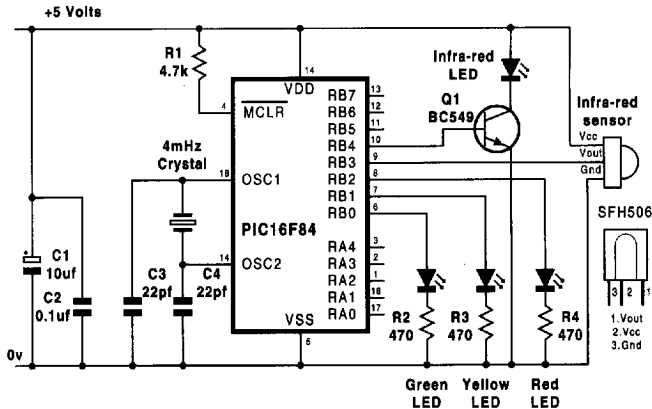 +5 Volts
R1
4.7k
14
VDD
4
MCLR
4mHz
Crystal
18
OSC1
PIC16F84
14
OSC2
VSS
5
RB7
13
RB6
12
RB5
11
RB4
10
RB3
9
RB2
8
RB1
7
RB0
6
RA4
3
RA3
2
RA2
1
RA1
18
RA0
17
Infra-red
LED
Q1
BC549
Infra-red
sensor
Vcc
Vout
Gnd
SFH506
3 2 1
1.Vout
2.Vcc
3.Gnd
+
C1
10uf
C2
0.1uf
C3
22pf
C4
22pf
R2
470
R3
470
R4
470
0v
Green
LED
Yellow
LED
Red
LED